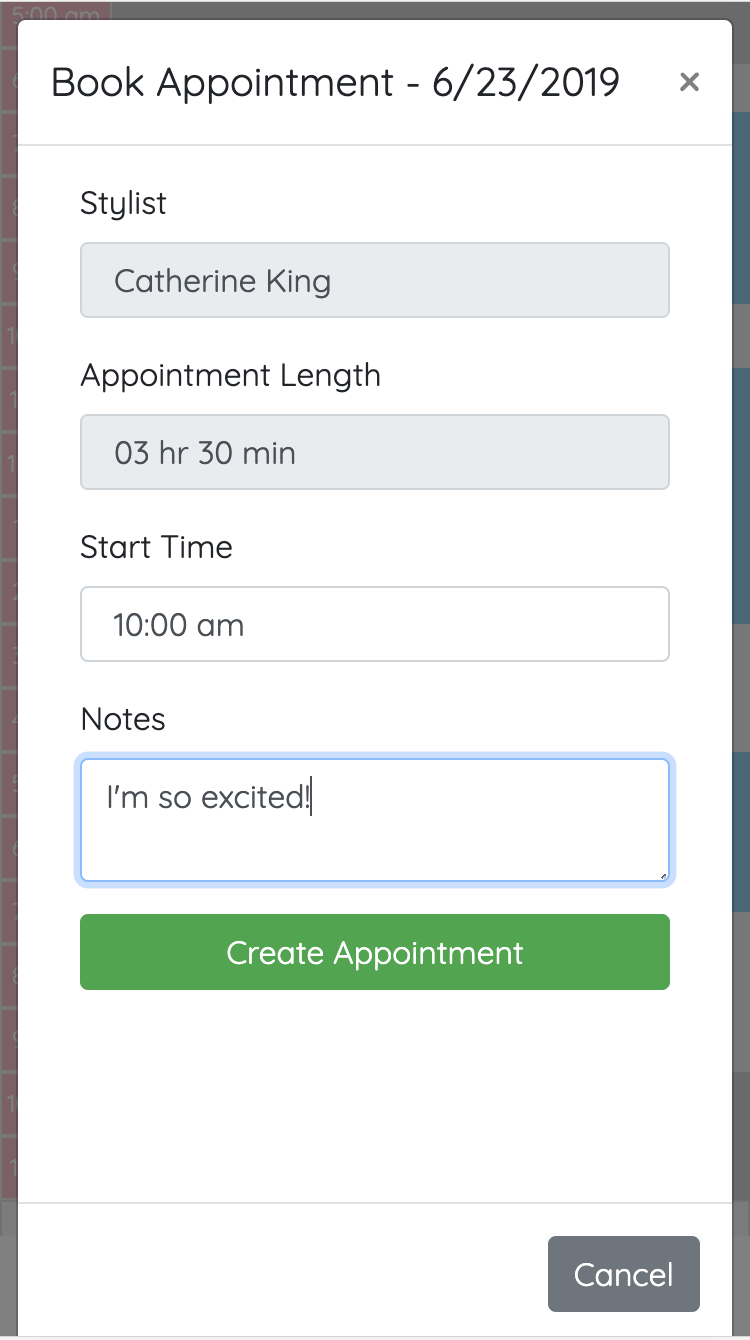 5:00 am
Book Appointment - 6/23/2019 ×
Stylist
Catherine King
Appointment Length
03 hr 30 min
Start Time
10:00 am
Notes
I'm so excited!
Create Appointment
Cancel